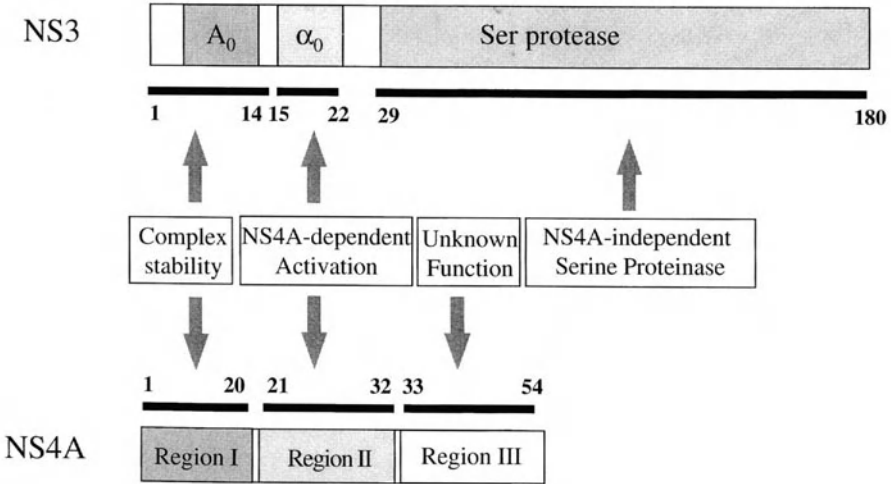 NS3
A₀
α₀
Ser protease
1
14
15
22
29
180
Complex
stability
NS4A-dependent
Activation
Unknown
Function
NS4A-independent
Serine Proteinase
1
20
21
32
33
54
NS4A
Region I
Region II
Region III